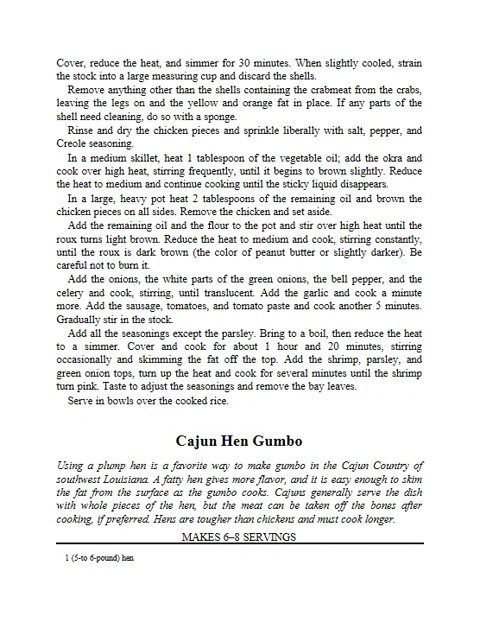 Cover, reduce the heat, and simmer for 30 minutes. When slightly cooled, strain
the stock into a large measuring cup and discard the shells.
Remove anything other than the shells containing the crabmeat from the crabs,
leaving the legs on and the yellow and orange fat in place. If any parts of the
shell need cleaning, do so with a sponge.
Rinse and dry the chicken pieces and sprinkle liberally with salt, pepper, and
Creole seasoning.
In a medium skillet, heat 1 tablespoon of the vegetable oil; add the okra and
cook over high heat, stirring frequently, until it begins to brown slightly. Reduce
the heat to medium and continue cooking until the sticky liquid disappears.
In a large, heavy pot heat 2 tablespoons of the remaining oil and brown the
chicken pieces on all sides. Remove the chicken and set aside.
Add the remaining oil and the flour to the pot and stir over high heat until the
roux turns light brown. Reduce the heat to medium and cook, stirring constantly,
until the roux is dark brown (the color of peanut butter or slightly darker). Be
careful not to burn it.
Add the onions, the white parts of the green onions, the bell pepper, and the
celery and cook, stirring, until translucent. Add the garlic and cook a minute
more. Add the sausage, tomatoes, and tomato paste and cook another 5 minutes.
Gradually stir in the stock.
Add all the seasonings except the parsley. Bring to a boil, then reduce the heat
to a simmer. Cover and cook for about 1 hour and 20 minutes, stirring
occasionally and skimming the fat off the top. Add the shrimp, parsley, and
green onion tops, turn up the heat and cook for several minutes until the shrimp
turn pink. Taste to adjust the seasonings and remove the bay leaves.
Serve in bowls over the cooked rice.
Cajun Hen Gumbo
Using a plump hen is a favorite way to make gumbo in the Cajun Country of
southwest Louisiana. A fatty hen gives more flavor, and it is easy enough to skim
the fat from the surface as the gumbo cooks. Cajuns generally serve the dish
with whole pieces of the hen, but the meat can be taken off the bones after
cooking, if preferred. Hens are tougher than chickens and must cook longer.
MAKES 6–8 SERVINGS
1 (5-to 6-pound) hen